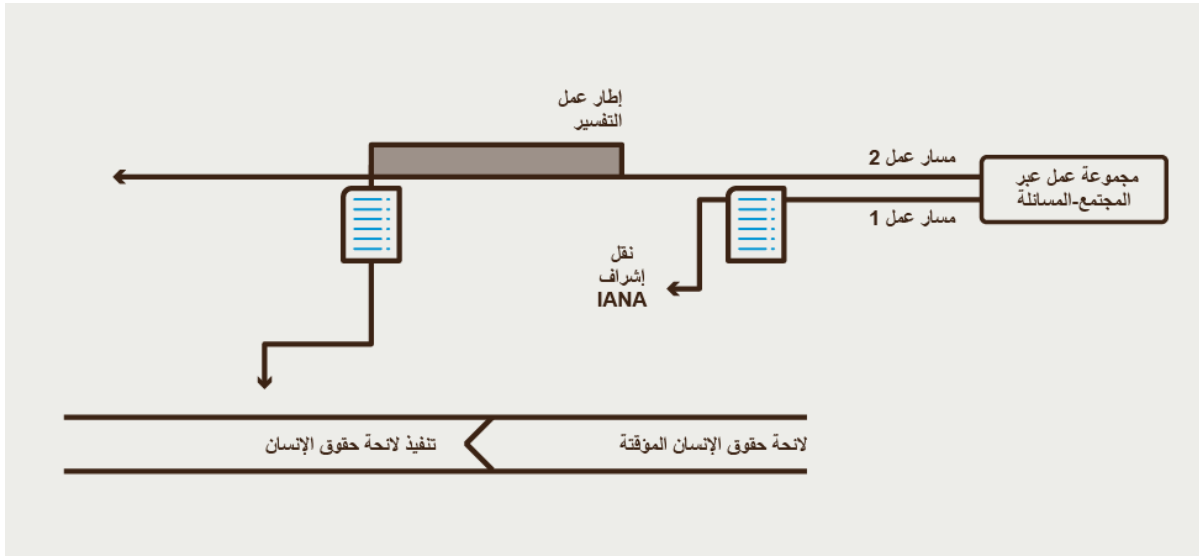 إطار عمل
التفسير
مسار عمل 2
مجموعة عمل عبر
المجتمع-المسائلة
مسار عمل 1
نقل
إشراف
IANA
لائحة حقوق الإنسان المؤقتة
تنفيذ لائحة حقوق الإنسان